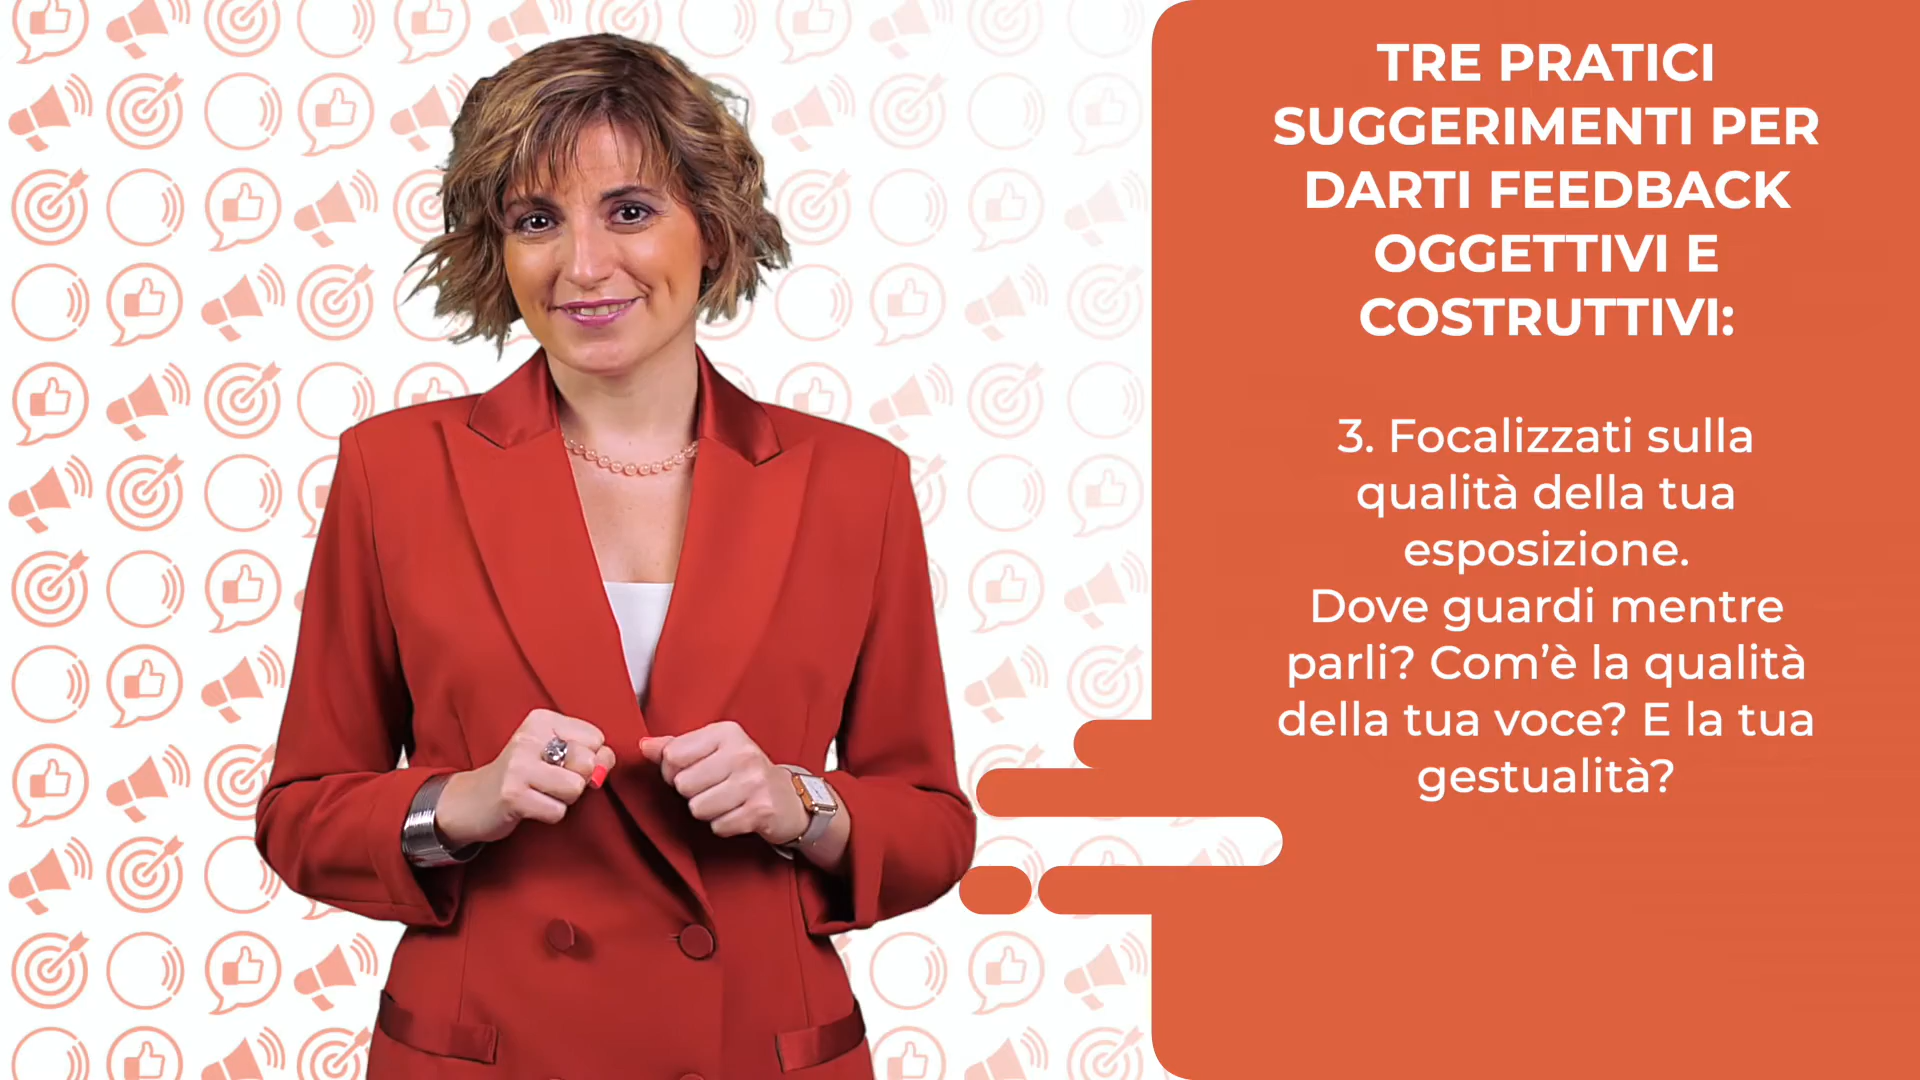 TRE PRATICI
SUGGERIMENTI PER
DARTI FEEDBACK
OGGETTIVI E
COSTRUTTIVI:
3. Focalizzati sulla
qualità della tua
esposizione.
Dove guardi mentre
parli? Com’è la qualità
della tua voce? E la tua
gestualità?